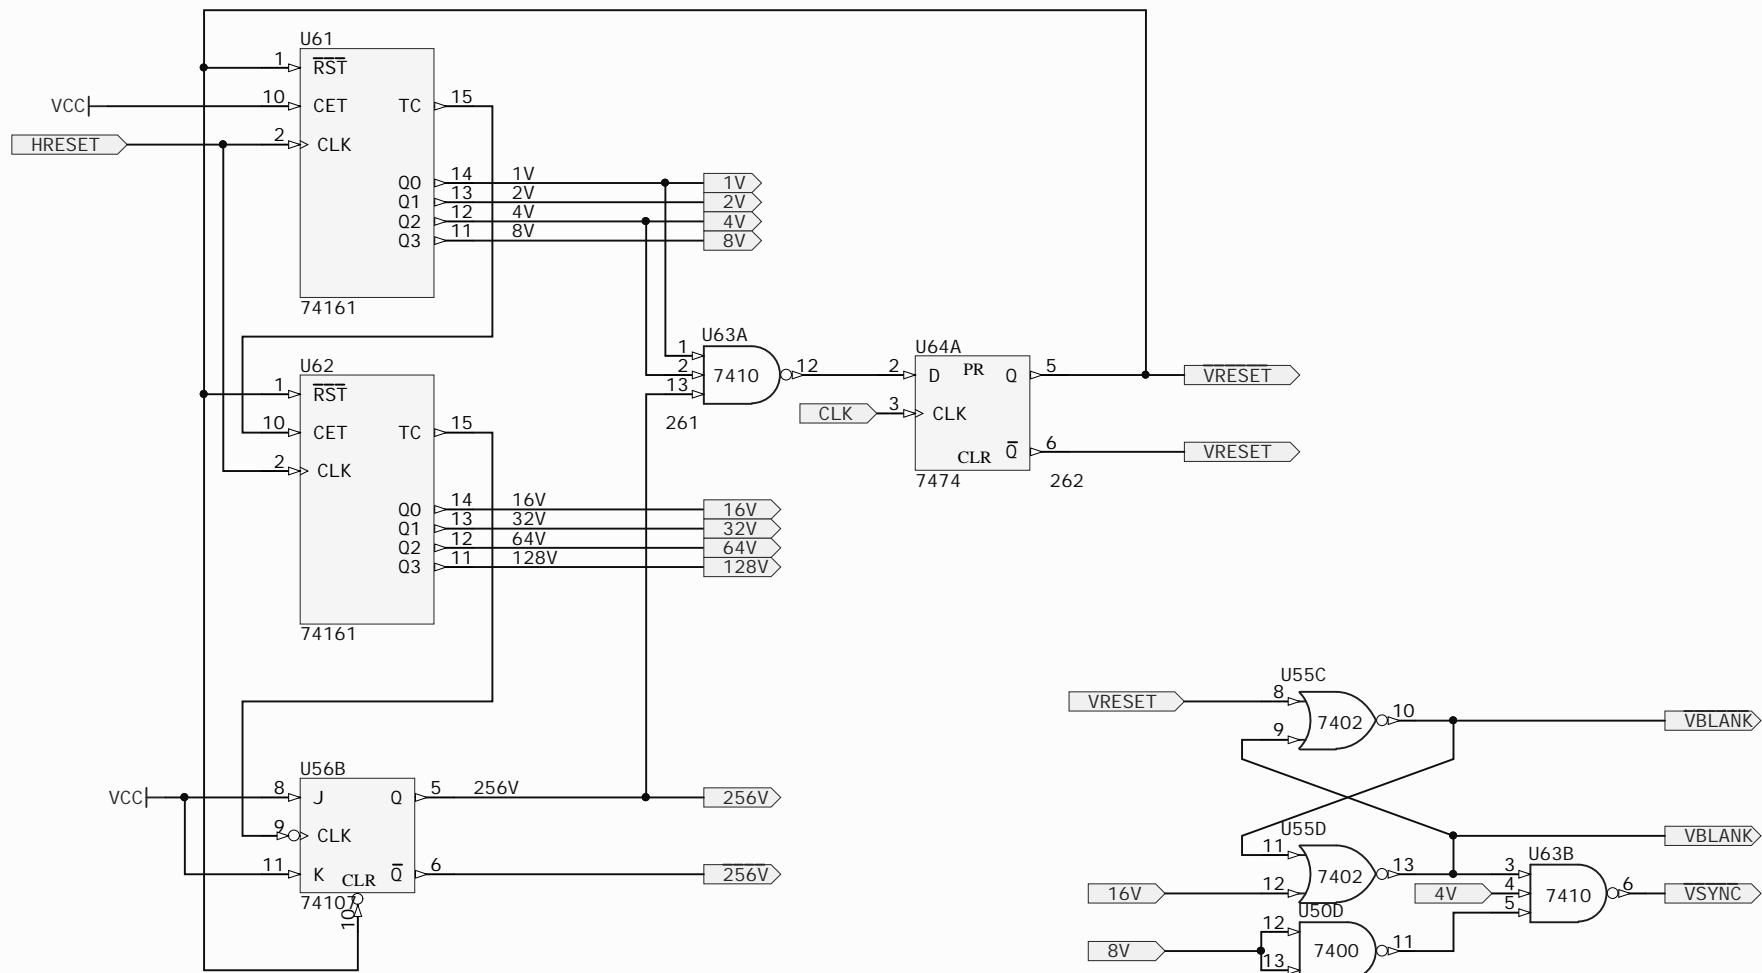 U61
1 RST
VCC 10 CET TC 15
HRESET 2 CLK
Q0 14 1V 1V
Q1 13 2V 2V
Q2 12 4V 4V
Q3 11 8V 8V
74161
U62
1 RST
10 CET TC 15
2 CLK
Q0 14 16V 16V
Q1 13 32V 32V
Q2 12 64V 64V
Q3 11 128V 128V
74161
U63A
1
2 7410 12
13
261
U64A
2 D PR Q 5 VRESET
CLK 3 CLK
CLR Q 6 VRESET
7474 262
U56B
VCC 8 J Q 5 256V 256V
9 CLK
11 K CLR Q 6 256V
74107
10
U55C
VRESET 8 7402 10 VBLANK
9
VBLANK
U55D
11
7402 13
16V 12
U63B
3
4V 4 7410 6 VSYNC
5
U50D
12
8V 7400 11
13